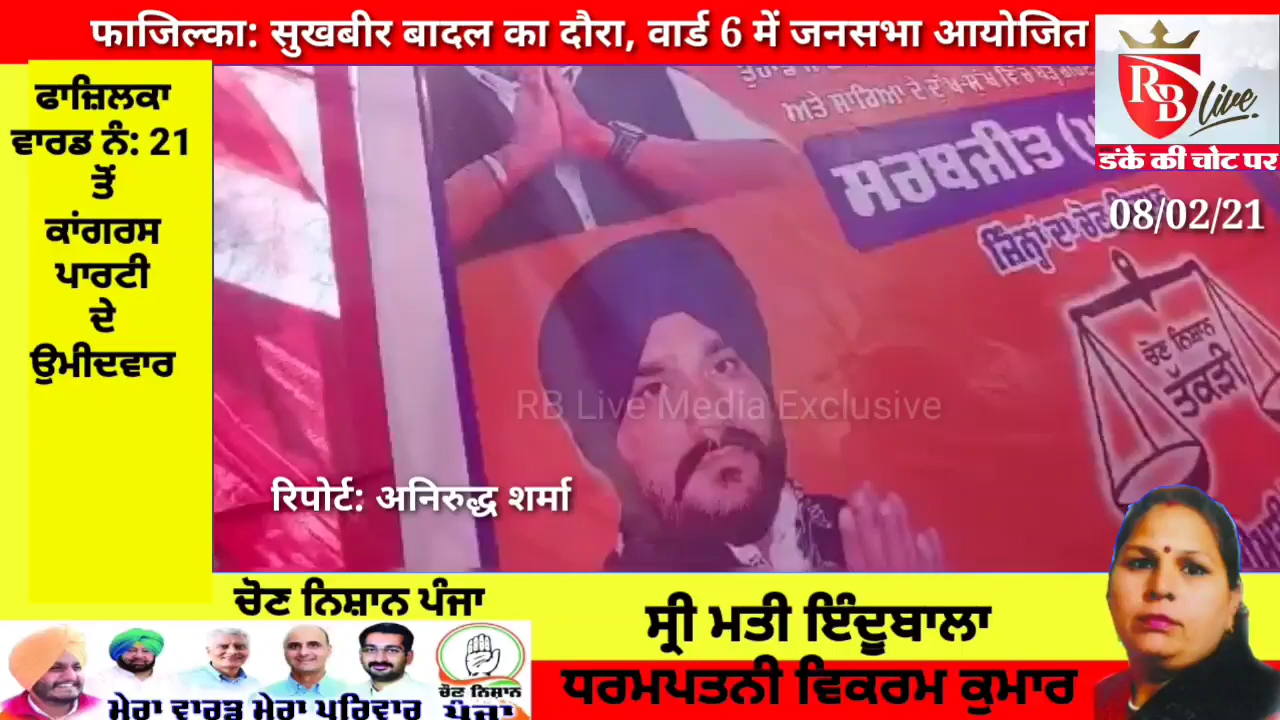 फाजिल्का: सुखबीर बादल का दौरा, वार्ड 6 में जनसभा आयोजित
RB Live
डंके की चोट पर
08/02/21
ਫਾਜ਼ਿਲਕਾ
ਵਾਰਡ ਨੰ: 21
ਤੋਂ
ਕਾਂਗਰਸ
ਪਾਰਟੀ
ਦੇ
ਉਮੀਦਵਾਰ
ਅਤੇ ਸਾਰਿਆ ਦੇ ਦੁੱਖ-ਸੁੱਖ ਵਿੱਚ
ਸਰਬਜੀਤ
ਜਿੰਨ੍ਹਾਂ ਦਾ ਚੋਣ ਨਿਸ਼ਾਨ
ਚੋਣ ਨਿਸ਼ਾਨ
ਤੱਕੜੀ
RB Live Media Exclusive
रिपोर्ट: अनिरुद्ध शर्मा
ਚੋਣ ਨਿਸ਼ਾਨ ਪੰਜਾ
ਚੋਣ ਨਿਸ਼ਾਨ
ਪੰਜਾ
ਮੇਰਾ ਵਾਰਡ ਮੇਰਾ ਪਰਿਵਾਰ
ਸ੍ਰੀ ਮਤੀ ਇੰਦੂਬਾਲਾ
ਧਰਮਪਤਨੀ ਵਿਕਰਮ ਕੁਮਾਰ